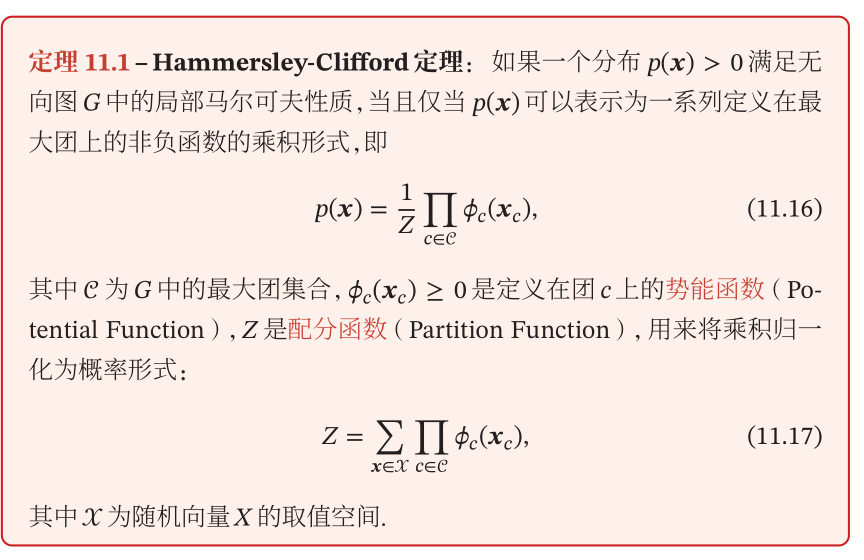 定理 11.1 – Hammersley-Clifford 定理：如果一个分布 p(x) > 0 满足无
向图 G 中的局部马尔可夫性质，当且仅当 p(x) 可以表示为一系列定义在最
大团上的非负函数的乘积形式，即
p(x) = 1/Z ∏_{c∈𝒞} ϕ_c(x_c), (11.16)
其中 𝒞 为 G 中的最大团集合，ϕ_c(x_c) ≥ 0 是定义在团 c 上的势能函数（Po-
tential Function），Z 是配分函数（Partition Function），用来将乘积归一
化为概率形式：
Z = ∑_{x∈𝒳} ∏_{c∈𝒞} ϕ_c(x_c), (11.17)
其中 𝒳 为随机向量 X 的取值空间.